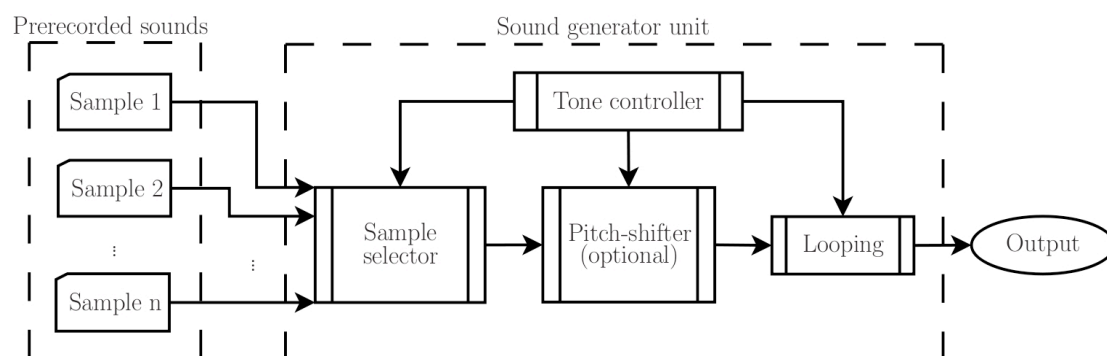 Prerecorded sounds
Sound generator unit
Sample 1
Tone controller
Sample 2
Sample
selector
Pitch-shifter
(optional)
Looping
Output
...
...
Sample n